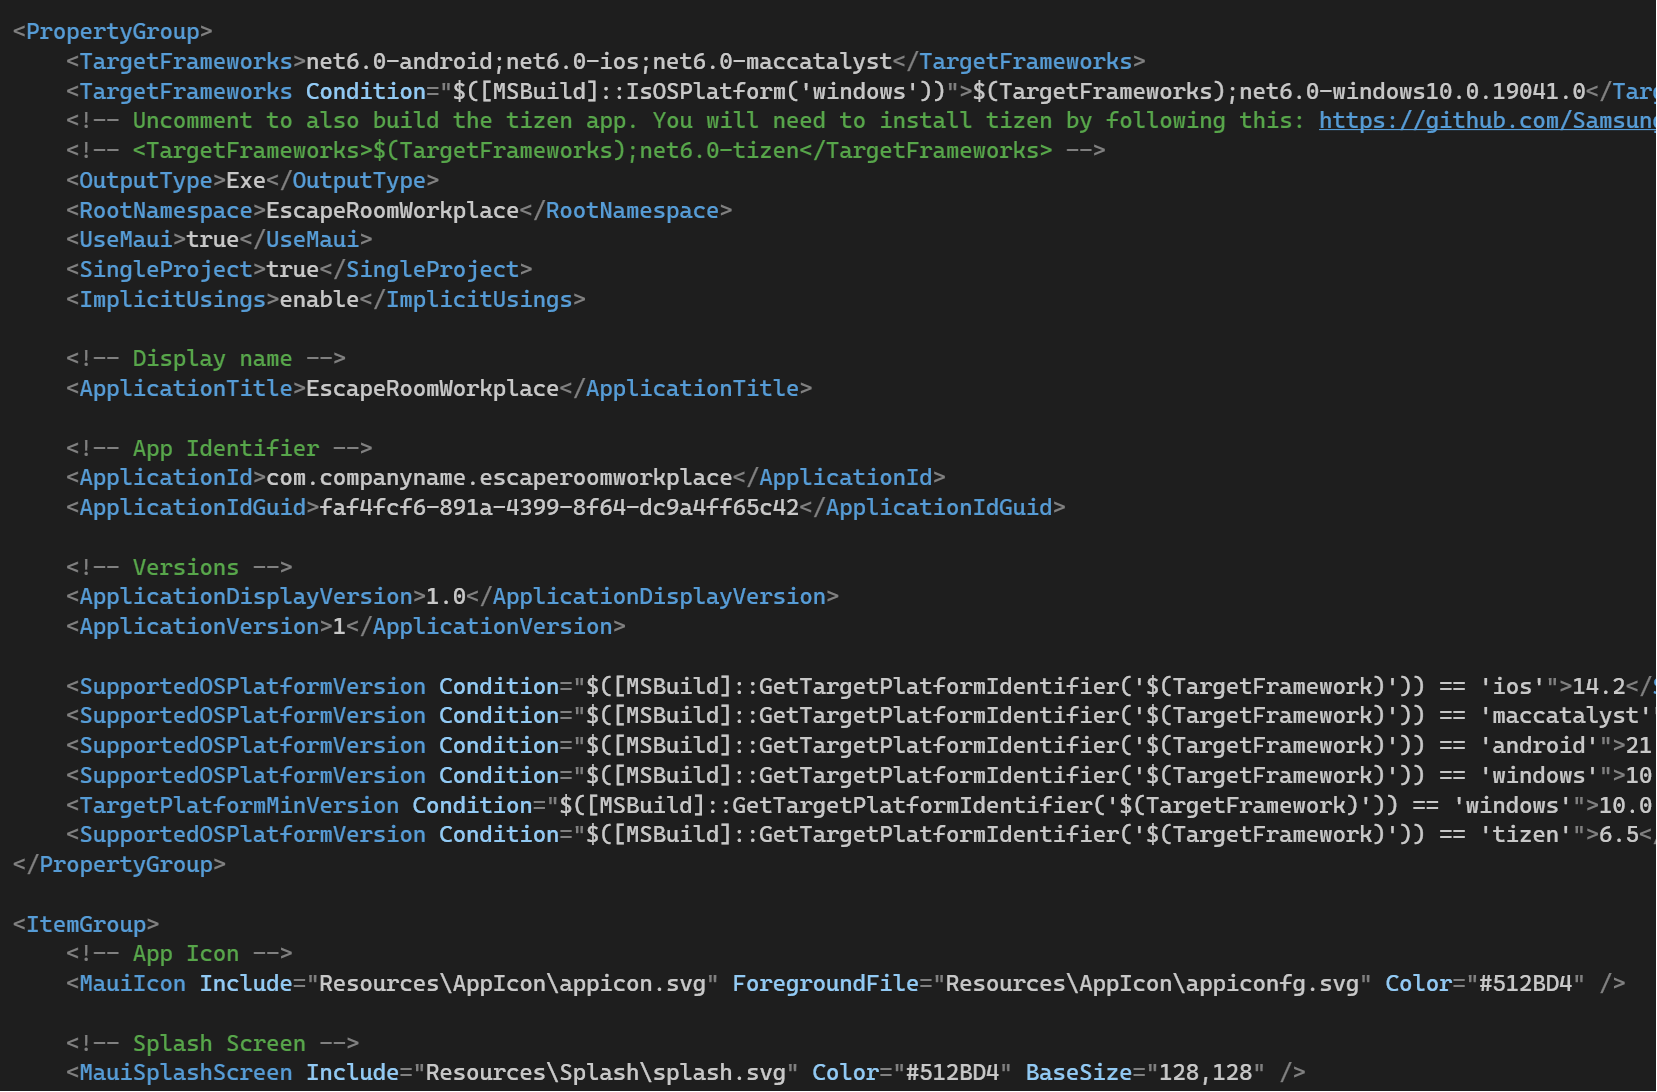 <PropertyGroup>
<TargetFrameworks>net6.0-android;net6.0-ios;net6.0-maccatalyst</TargetFrameworks>
<TargetFrameworks Condition="$([MSBuild]::IsOSPlatform('windows'))">$(TargetFrameworks);net6.0-windows10.0.19041.0</Targ
<!-- Uncomment to also build the tizen app. You will need to install tizen by following this: https://github.com/Samsung
<!-- <TargetFrameworks>$(TargetFrameworks);net6.0-tizen</TargetFrameworks> -->
<OutputType>Exe</OutputType>
<RootNamespace>EscapeRoomWorkplace</RootNamespace>
<UseMaui>true</UseMaui>
<SingleProject>true</SingleProject>
<ImplicitUsings>enable</ImplicitUsings>
<!-- Display name -->
<ApplicationTitle>EscapeRoomWorkplace</ApplicationTitle>
<!-- App Identifier -->
<ApplicationId>com.companyname.escaperoomworkplace</ApplicationId>
<ApplicationIdGuid>faf4fcf6-891a-4399-8f64-dc9a4ff65c42</ApplicationIdGuid>
<!-- Versions -->
<ApplicationDisplayVersion>1.0</ApplicationDisplayVersion>
<ApplicationVersion>1</ApplicationVersion>
<SupportedOSPlatformVersion Condition="$([MSBuild]::GetTargetPlatformIdentifier('$(TargetFramework)')) == 'ios'">14.2</S
<SupportedOSPlatformVersion Condition="$([MSBuild]::GetTargetPlatformIdentifier('$(TargetFramework)')) == 'maccatalyst'"
<SupportedOSPlatformVersion Condition="$([MSBuild]::GetTargetPlatformIdentifier('$(TargetFramework)')) == 'android'">21
<SupportedOSPlatformVersion Condition="$([MSBuild]::GetTargetPlatformIdentifier('$(TargetFramework)')) == 'windows'">10
<TargetPlatformMinVersion Condition="$([MSBuild]::GetTargetPlatformIdentifier('$(TargetFramework)')) == 'windows'">10.0
<SupportedOSPlatformVersion Condition="$([MSBuild]::GetTargetPlatformIdentifier('$(TargetFramework)')) == 'tizen'">6.5</
</PropertyGroup>
<ItemGroup>
<!-- App Icon -->
<MauiIcon Include="Resources\AppIcon\appicon.svg" ForegroundFile="Resources\AppIcon\appiconfg.svg" Color="#512BD4" />
<!-- Splash Screen -->
<MauiSplashScreen Include="Resources\Splash\splash.svg" Color="#512BD4" BaseSize="128,128" />